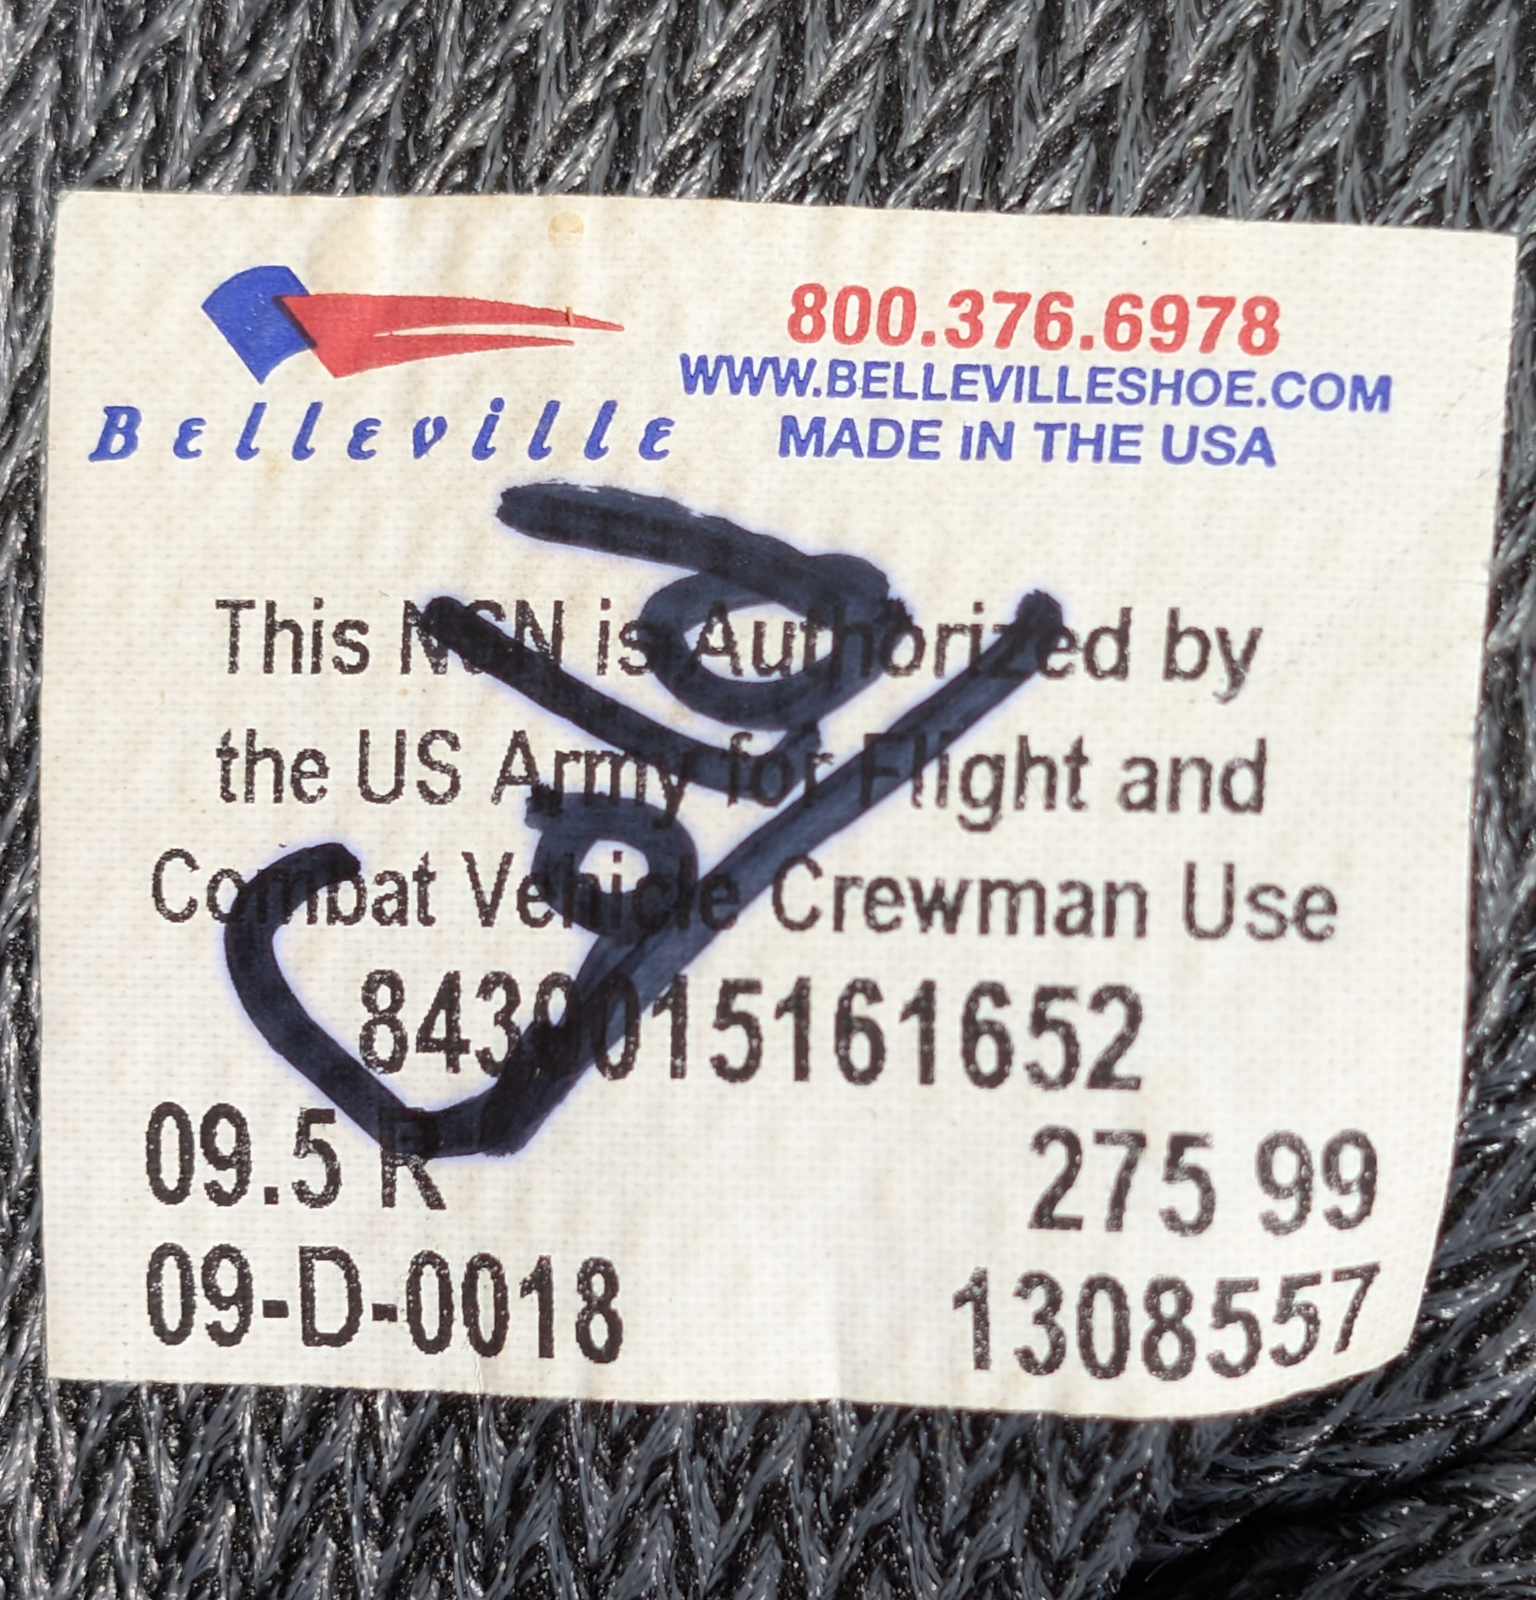 Belleville
800.376.6978
WWW.BELLEVILLESHOE.COM
MADE IN THE USA
This NSN is Authorized by
the US Army for Flight and
Combat Vehicle Crewman Use
8430015161652
09.5 R 275 99
09-D-0018 1308557